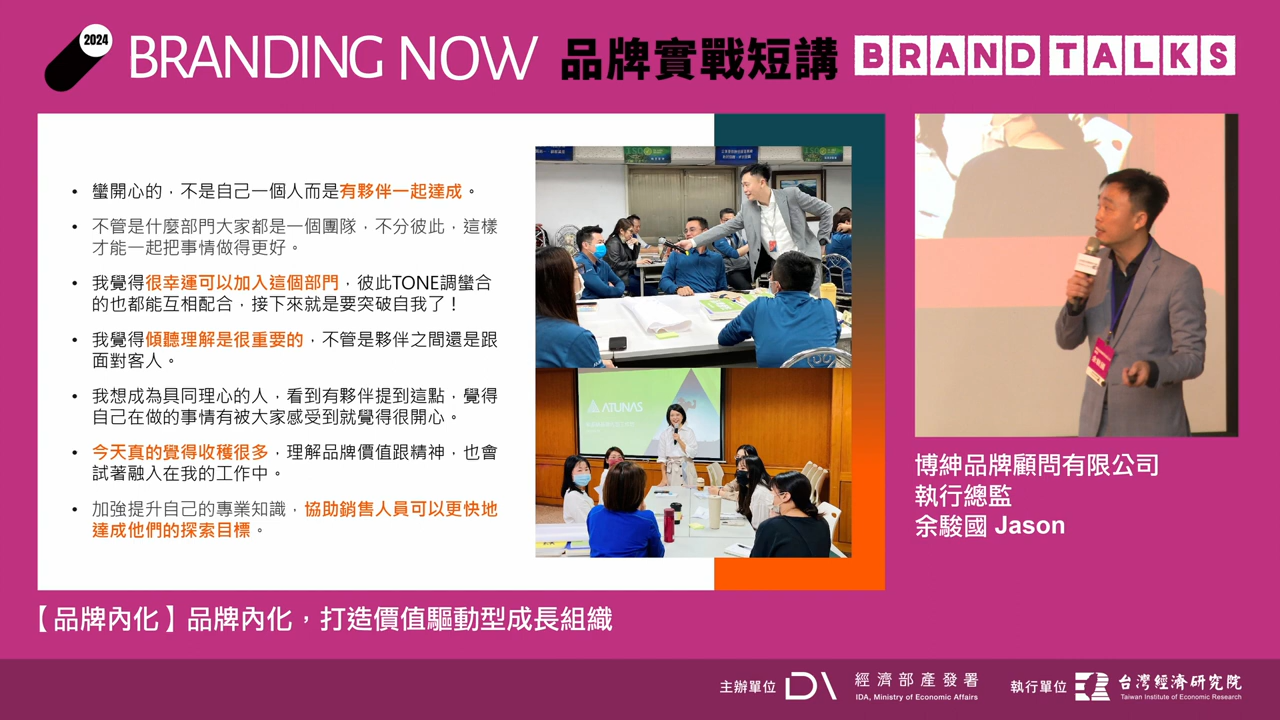 2024
BRANDING NOW 品牌實戰短講 BRAND TALKS
• 蠻開心的，不是自己一個人而是有夥伴一起達成。
• 不管是什麼部門大家都是一個團隊，不分彼此，這樣
才能一起把事情做得更好。
• 我覺得很幸運可以加入這個部門，彼此TONE調蠻合
的也都能互相配合，接下來就是要突破自我了！
• 我覺得傾聽理解是很重要的，不管是夥伴之間還是跟
面對客人。
• 我想成為具同理心的人，看到有夥伴提到這點，覺得
自己在做的事情有被大家感受到就覺得很開心。
• 今天真的覺得收穫很多，理解品牌價值跟精神，也會
試著融入在我的工作中。
• 加強提升自己的專業知識，協助銷售人員可以更快地
達成他們的探索目標。
ATUNAS
博紳品牌顧問有限公司
執行總監
余駿國 Jason
【品牌內化】品牌內化，打造價值驅動型成長組織
主辦單位 IDA 經濟部產發署
IDA, Ministry of Economic Affairs
執行單位 台灣經濟研究院
Taiwan Institute of Economic Research